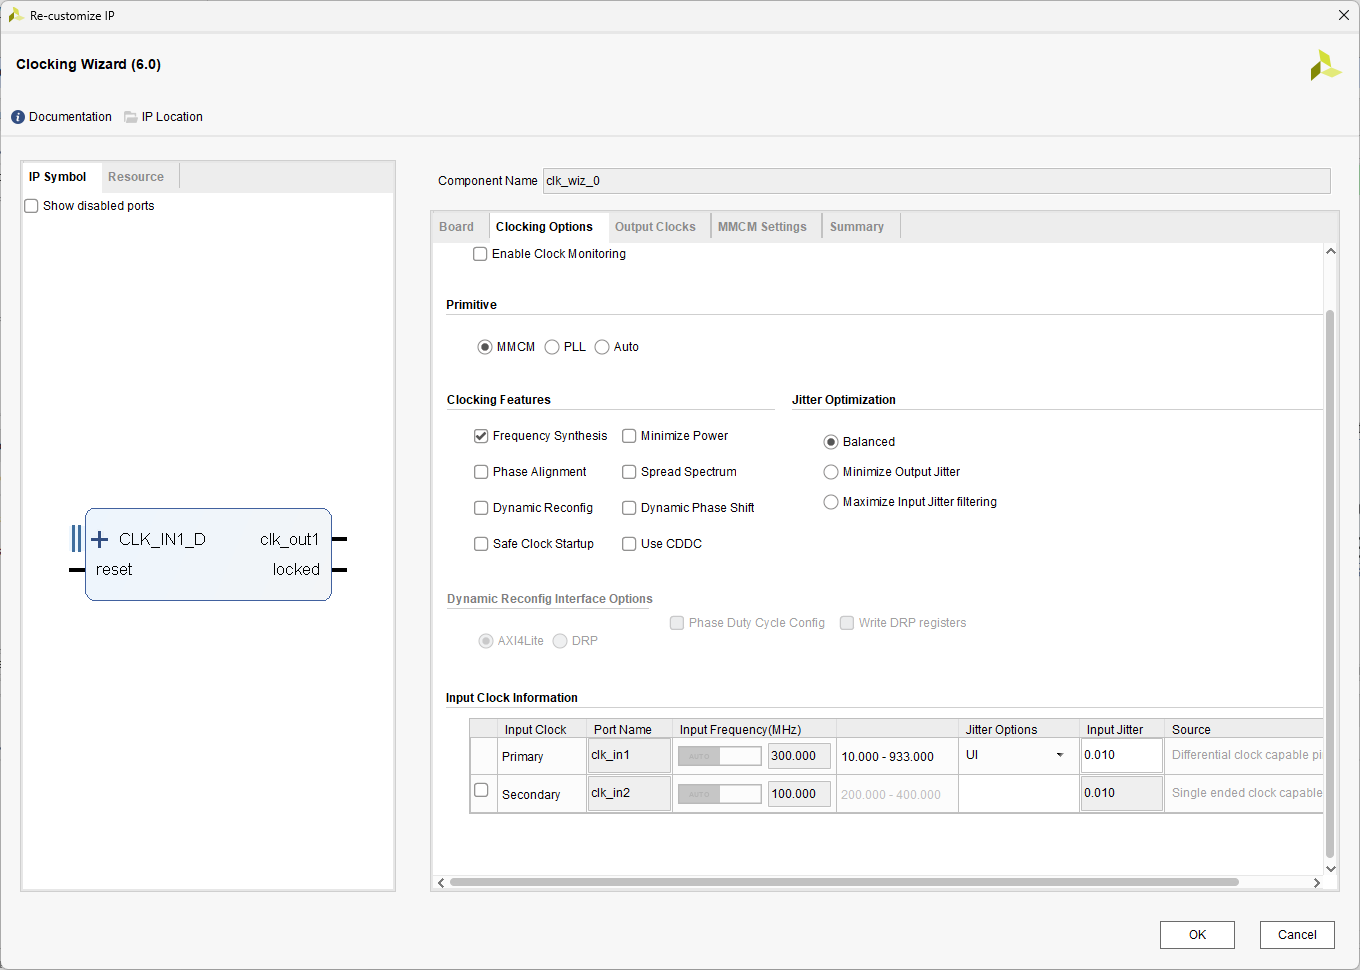 Re-customize IP
Clocking Wizard (6.0)
Documentation IP Location
IP Symbol Resource
Show disabled ports
CLK_IN1_D clk_out1
reset locked
Component Name clk_wiz_0
Board Clocking Options Output Clocks MMCM Settings Summary
Enable Clock Monitoring
Primitive
MMCM PLL Auto
Clocking Features Jitter Optimization
Frequency Synthesis Minimize Power Balanced
Phase Alignment Spread Spectrum Minimize Output Jitter
Dynamic Reconfig Dynamic Phase Shift Maximize Input Jitter filtering
Safe Clock Startup Use CDDC
Dynamic Reconfig Interface Options
Phase Duty Cycle Config Write DRP registers
AXI4Lite DRP
Input Clock Information
Input Clock Port Name Input Frequency(MHz) Jitter Options Input Jitter Source
Primary clk_in1 AUTO 300.000 10.000 - 933.000 UI 0.010 Differential clock capable pi
Secondary clk_in2 AUTO 100.000 200.000 - 400.000 0.010 Single ended clock capable
OK Cancel